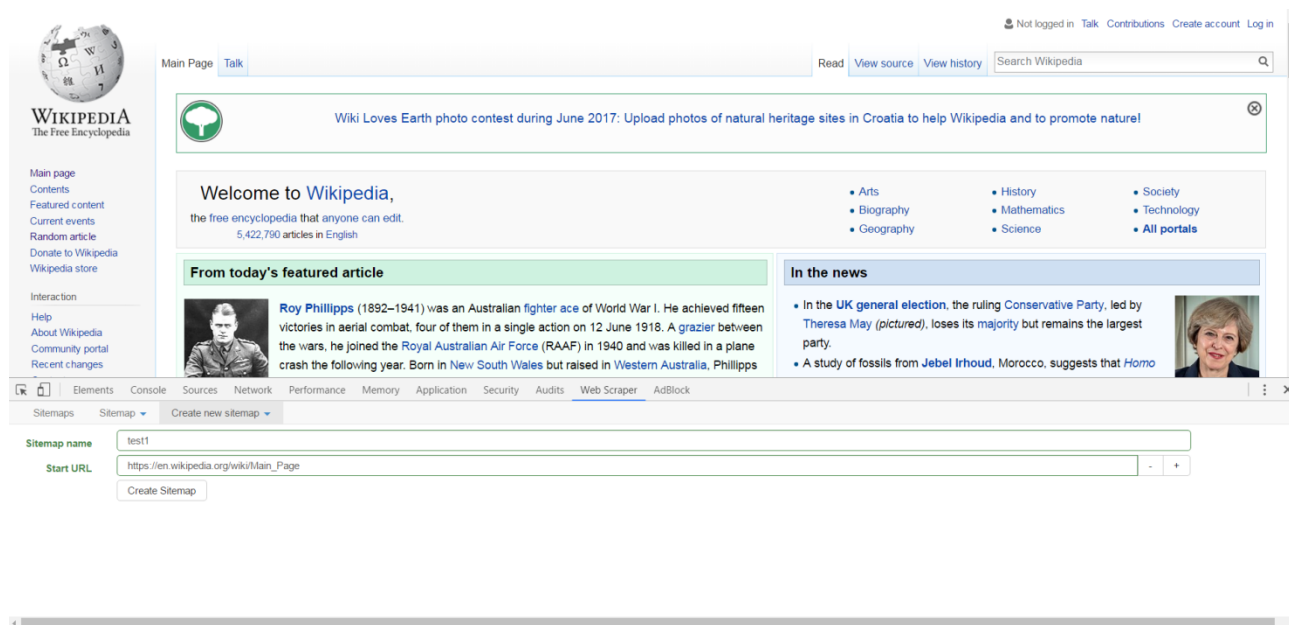 Not logged in Talk Contributions Create account Log in
Main Page Talk
Read View source View history Search Wikipedia
WIKIPEDIA
The Free Encyclopedia
Wiki Loves Earth photo contest during June 2017: Upload photos of natural heritage sites in Croatia to help Wikipedia and to promote nature!
Main page
Contents
Featured content
Current events
Random article
Donate to Wikipedia
Wikipedia store
Interaction
Help
About Wikipedia
Community portal
Recent changes
Welcome to Wikipedia,
the free encyclopedia that anyone can edit.
5,422,790 articles in English
• Arts
• Biography
• Geography
• History
• Mathematics
• Science
• Society
• Technology
• All portals
From today's featured article
Roy Phillipps (1892–1941) was an Australian fighter ace of World War I. He achieved fifteen
victories in aerial combat, four of them in a single action on 12 June 1918. A grazier between
the wars, he joined the Royal Australian Air Force (RAAF) in 1940 and was killed in a plane
crash the following year. Born in New South Wales but raised in Western Australia, Phillipps
In the news
• In the UK general election, the ruling Conservative Party, led by
Theresa May (pictured), loses its majority but remains the largest
party.
• A study of fossils from Jebel Irhoud, Morocco, suggests that Homo
Elements Console Sources Network Performance Memory Application Security Audits Web Scraper AdBlock
Sitemaps Sitemap Create new sitemap
Sitemap name test1
Start URL https://en.wikipedia.org/wiki/Main_Page - +
Create Sitemap